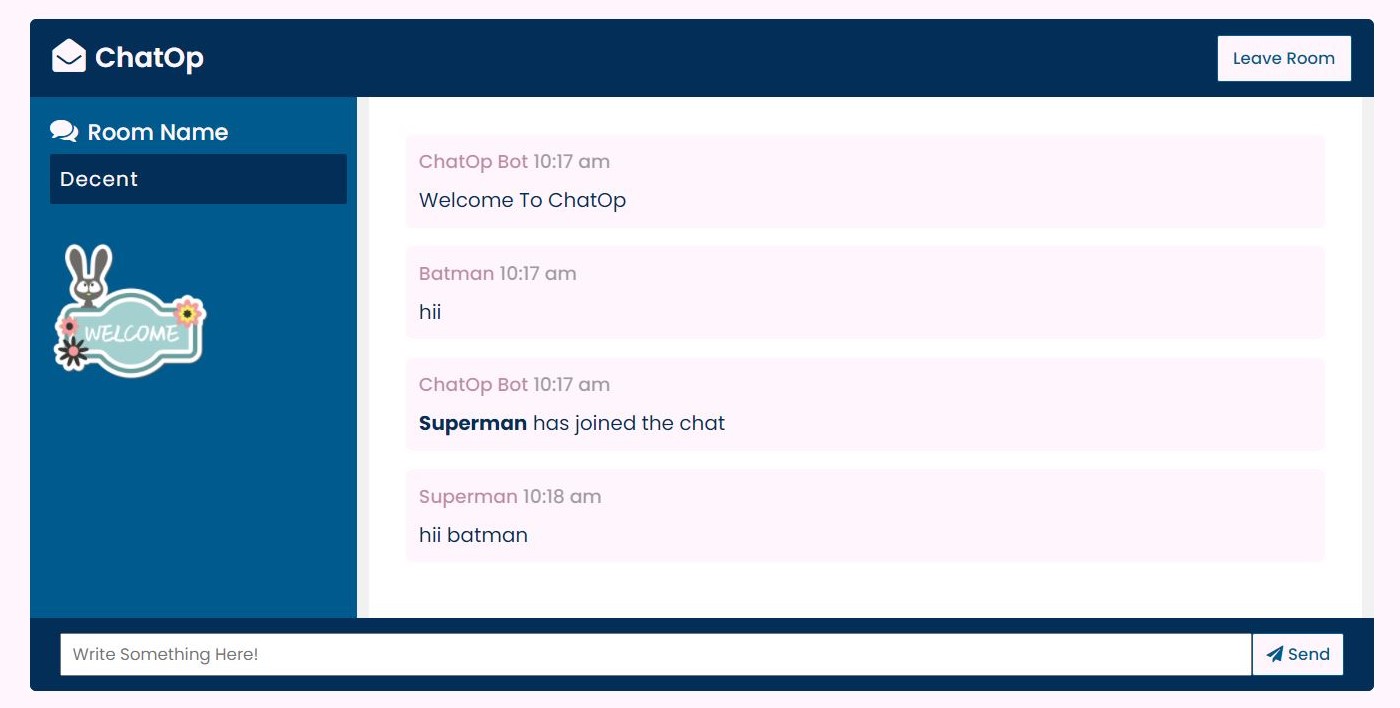 ChatOp
Leave Room
Room Name
Decent
WELCOME
ChatOp Bot 10:17 am
Welcome To ChatOp
Batman 10:17 am
hii
ChatOp Bot 10:17 am
Superman has joined the chat
Superman 10:18 am
hii batman
Write Something Here!
Send